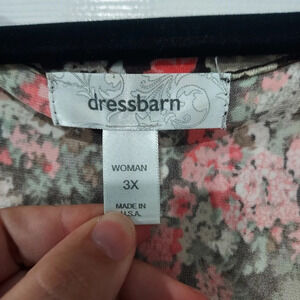 dressbarn
WOMAN
3X
MADE IN
U.S.A.